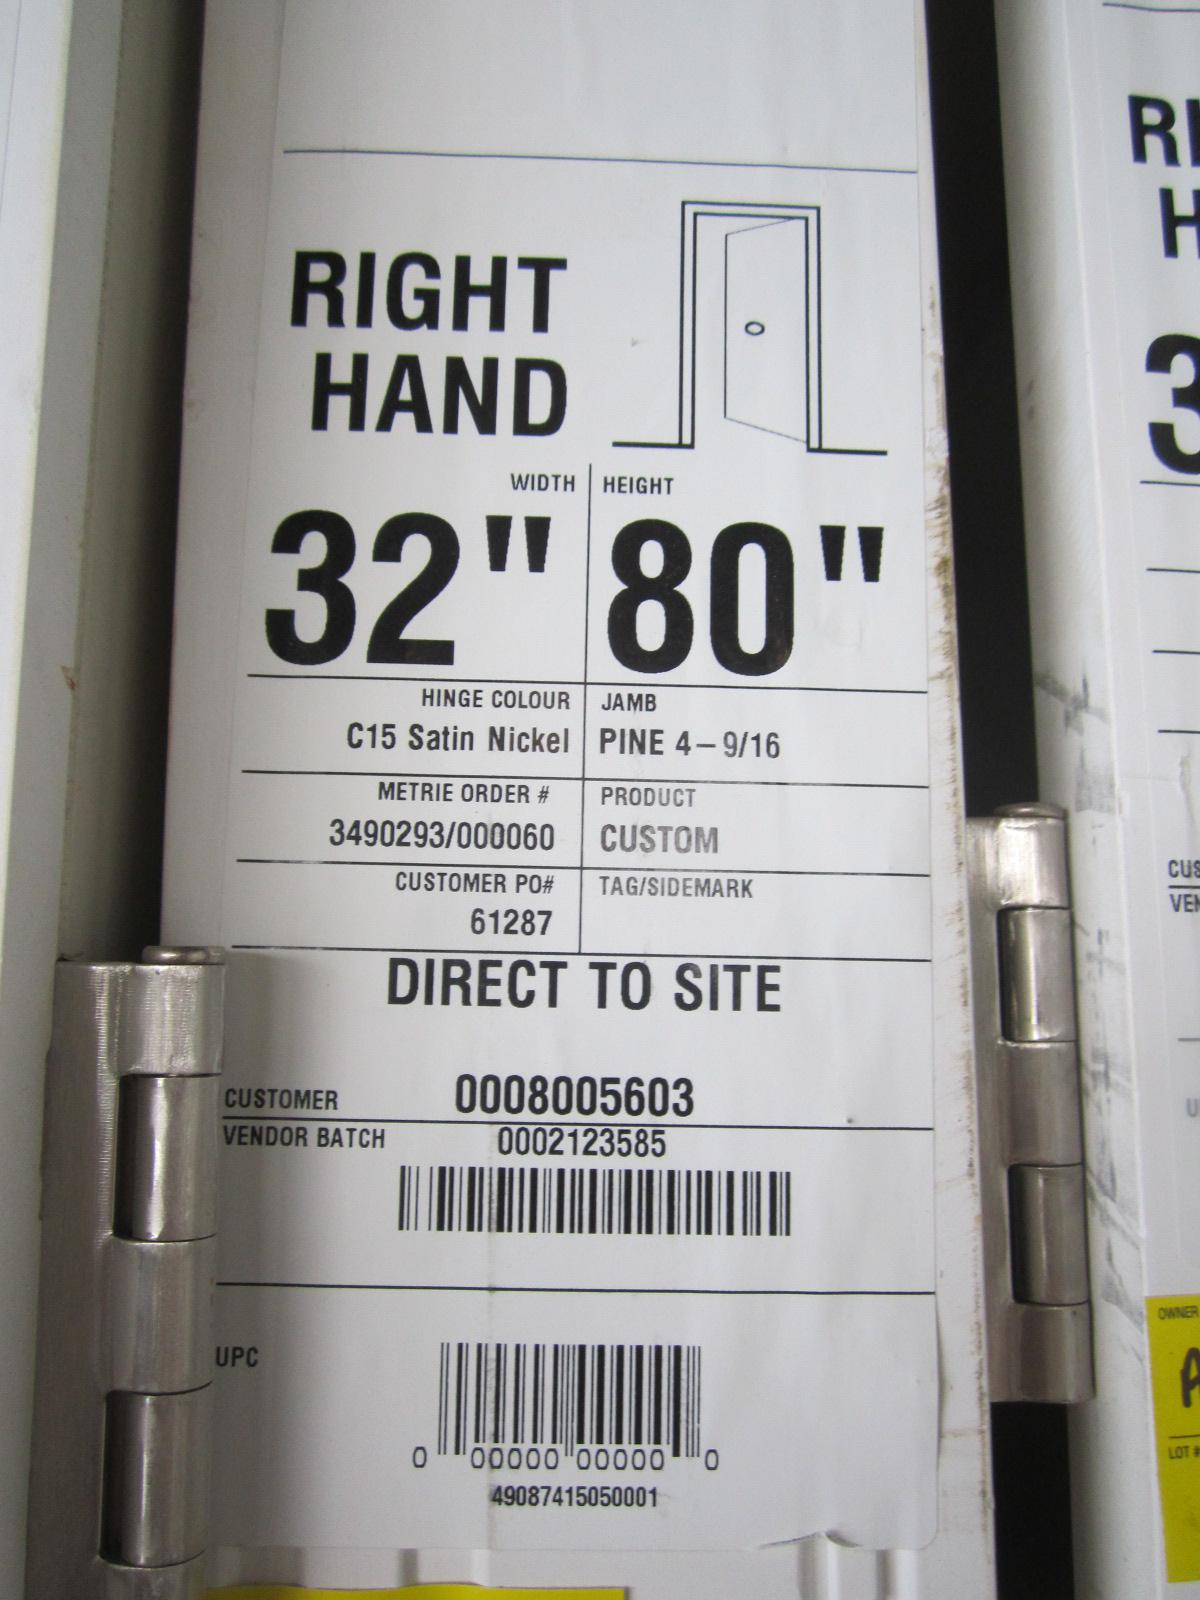 RIGHT
HAND
WIDTH HEIGHT
32" 80"
HINGE COLOUR JAMB
C15 Satin Nickel PINE 4-9/16
METRIE ORDER # PRODUCT
3490293/000060 CUSTOM
CUSTOMER PO# TAG/SIDEMARK
61287
DIRECT TO SITE
CUSTOMER 0008005603
VENDOR BATCH 0002123585
UPC
0 00000 00000 0
49087415050001
OWNER
LOT #